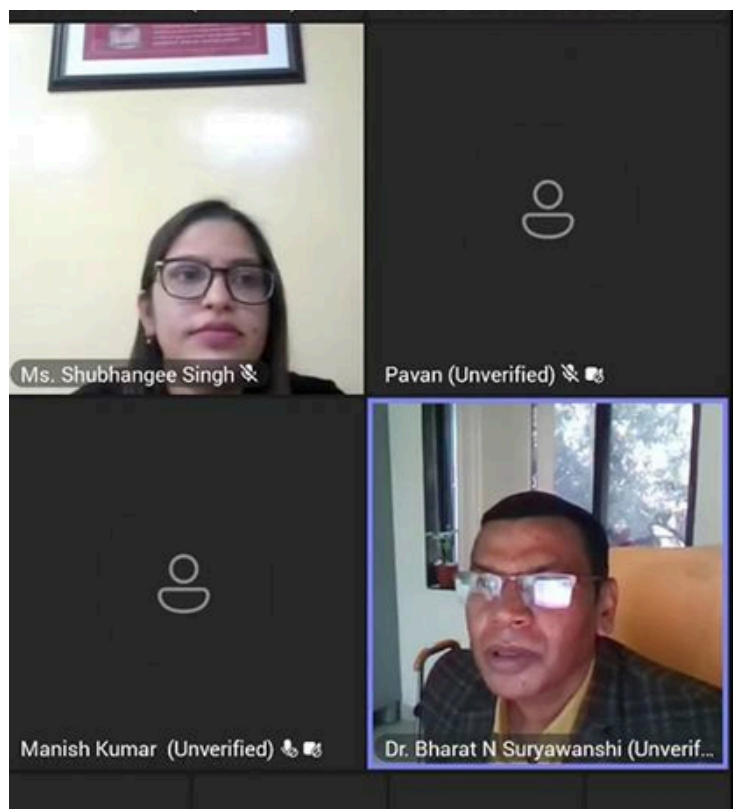 Ms. Shubhangee Singh
Pavan (Unverified)
Manish Kumar (Unverified)
Dr. Bharat N Suryawanshi (Unverif...